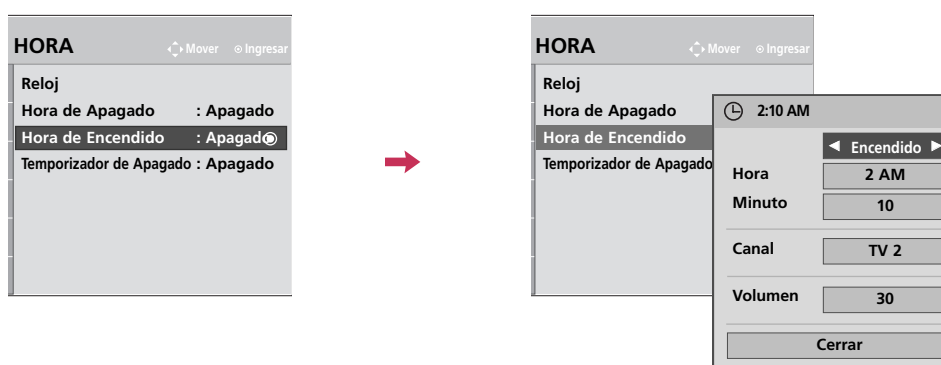 HORA Mover Ingresar
Reloj
Hora de Apagado : Apagado
Hora de Encendido : Apagado
Temporizador de Apagado : Apagado
HORA Mover Ingresar
Reloj
Hora de Apagado
Hora de Encendido
Temporizador de Apagado
2:10 AM
Encendido
Hora 2 AM
Minuto 10
Canal TV 2
Volumen 30
Cerrar